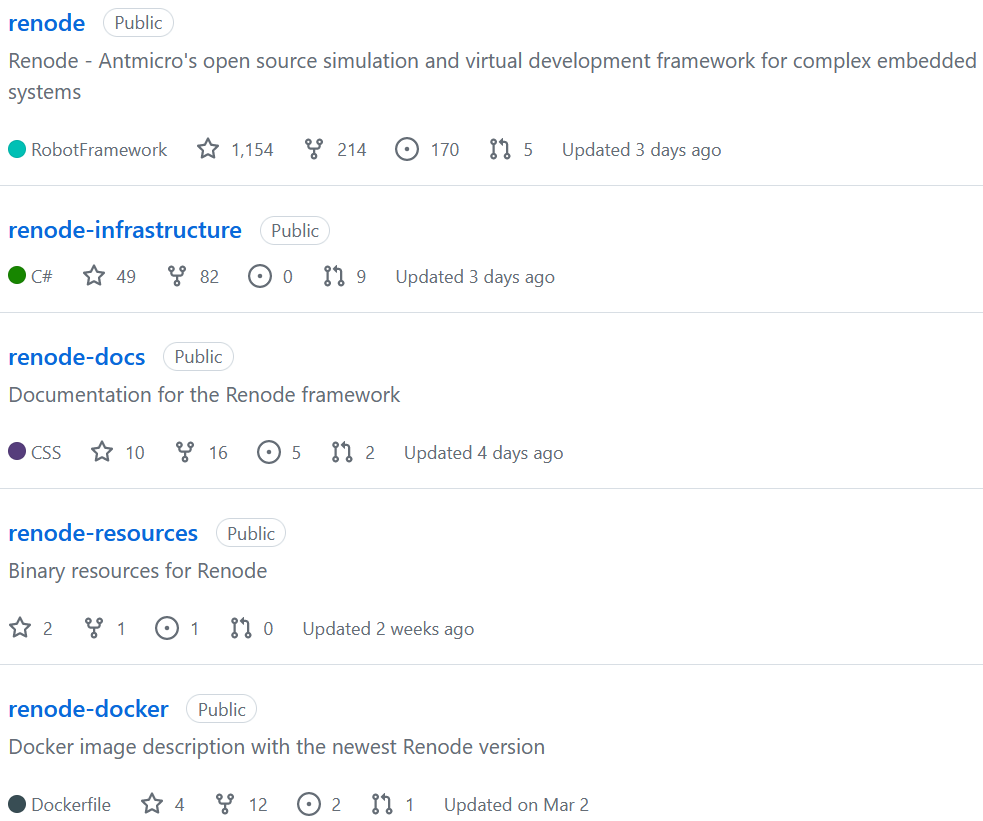 renode Public
Renode - Antmicro's open source simulation and virtual development framework for complex embedded
systems
RobotFramework 1,154 214 170 5 Updated 3 days ago
renode-infrastructure Public
C# 49 82 0 9 Updated 3 days ago
renode-docs Public
Documentation for the Renode framework
CSS 10 16 5 2 Updated 4 days ago
renode-resources Public
Binary resources for Renode
2 1 1 0 Updated 2 weeks ago
renode-docker Public
Docker image description with the newest Renode version
Dockerfile 4 12 2 1 Updated on Mar 2